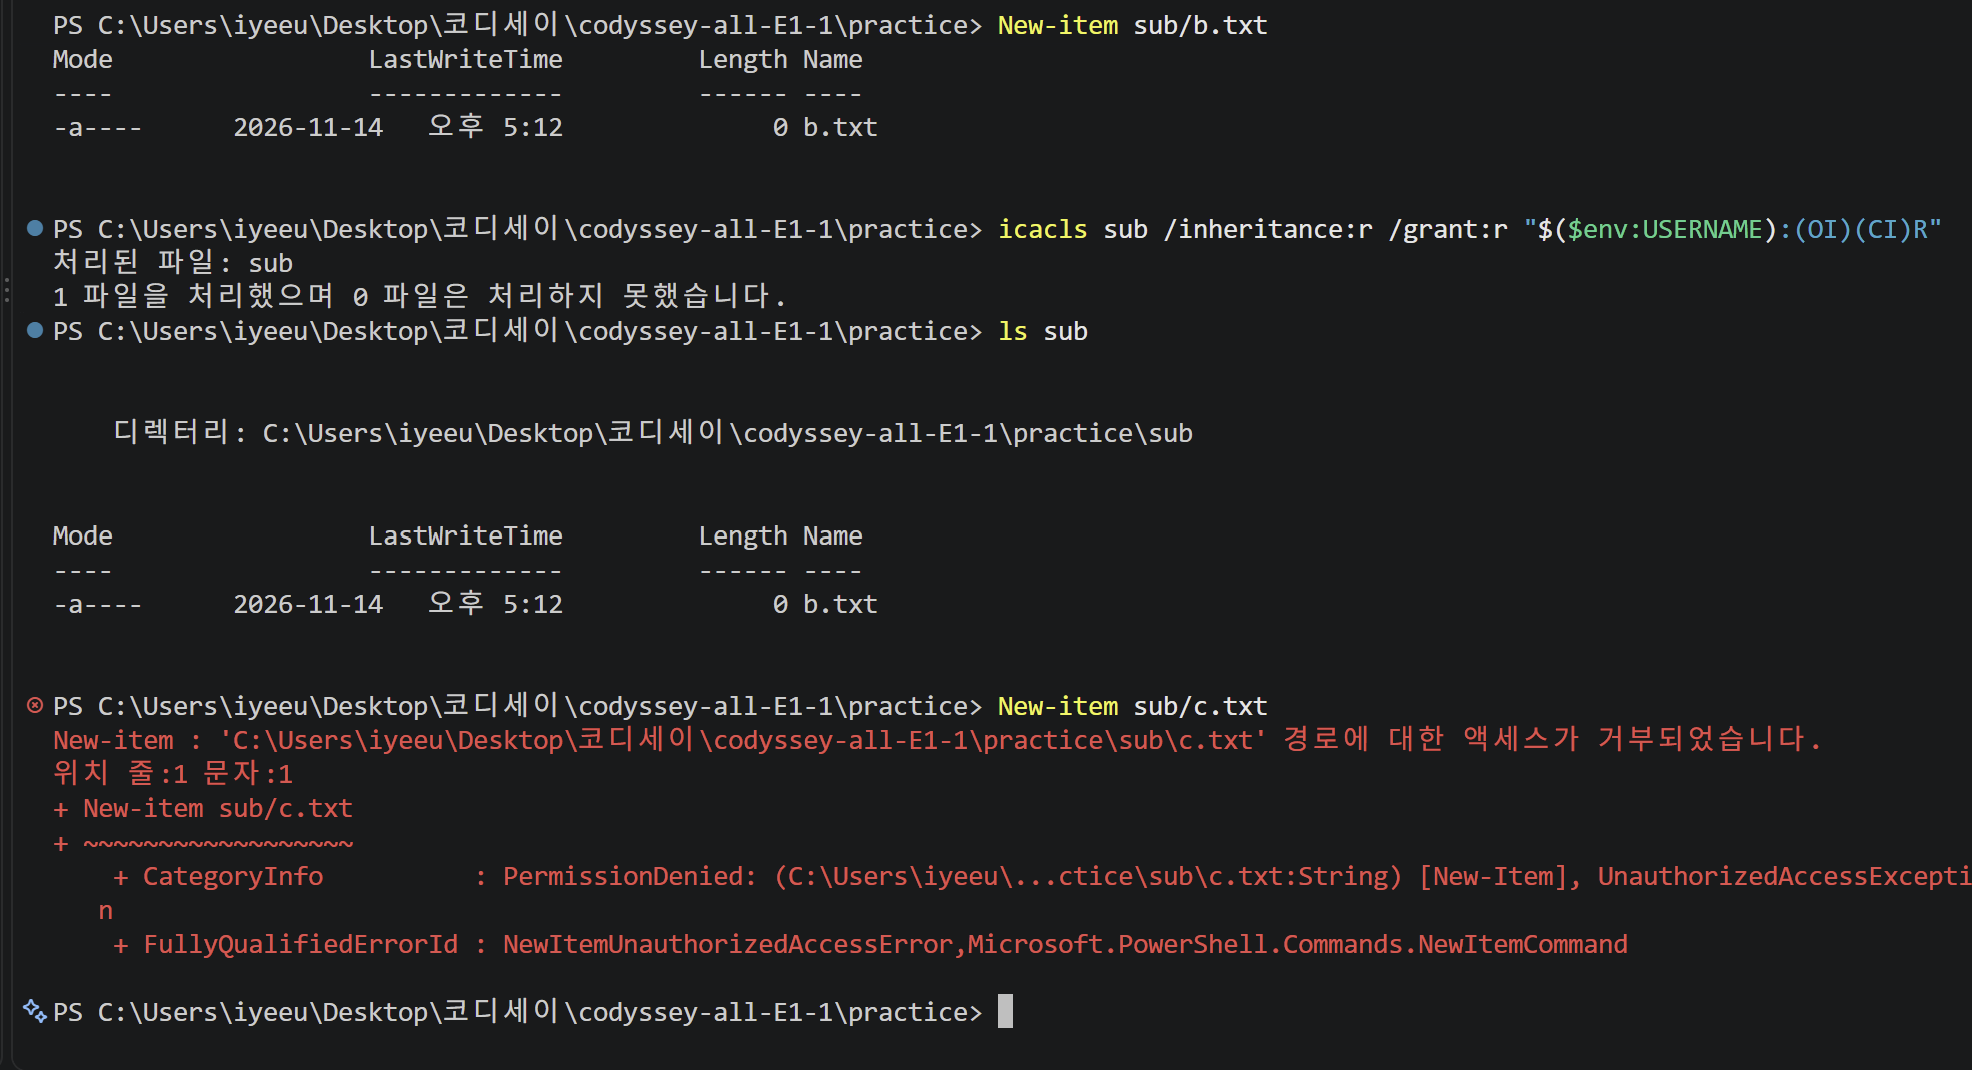 PS C:\Users\iyeeu\Desktop\코디세이\codyssey-all-E1-1\practice> New-item sub/b.txt
Mode                 LastWriteTime         Length Name
----                 -------------         ------ ----
-a----      2026-11-14   오후 5:12              0 b.txt
PS C:\Users\iyeeu\Desktop\코디세이\codyssey-all-E1-1\practice> icacls sub /inheritance:r /grant:r "$($env:USERNAME):(OI)(CI)R"
처리된 파일: sub
1 파일을 처리했으며 0 파일은 처리하지 못했습니다.
PS C:\Users\iyeeu\Desktop\코디세이\codyssey-all-E1-1\practice> ls sub
    디렉터리: C:\Users\iyeeu\Desktop\코디세이\codyssey-all-E1-1\practice\sub
Mode                 LastWriteTime         Length Name
----                 -------------         ------ ----
-a----      2026-11-14   오후 5:12              0 b.txt
PS C:\Users\iyeeu\Desktop\코디세이\codyssey-all-E1-1\practice> New-item sub/c.txt
New-item : 'C:\Users\iyeeu\Desktop\코디세이\codyssey-all-E1-1\practice\sub\c.txt' 경로에 대한 액세스가 거부되었습니다.
위치 줄:1 문자:1
+ New-item sub/c.txt
+ ~~~~~~~~~~~~~~~~~~
    + CategoryInfo          : PermissionDenied: (C:\Users\iyeeu\...ctice\sub\c.txt:String) [New-Item], UnauthorizedAccessExcepti
   n
    + FullyQualifiedErrorId : NewItemUnauthorizedAccessError,Microsoft.PowerShell.Commands.NewItemCommand
PS C:\Users\iyeeu\Desktop\코디세이\codyssey-all-E1-1\practice>